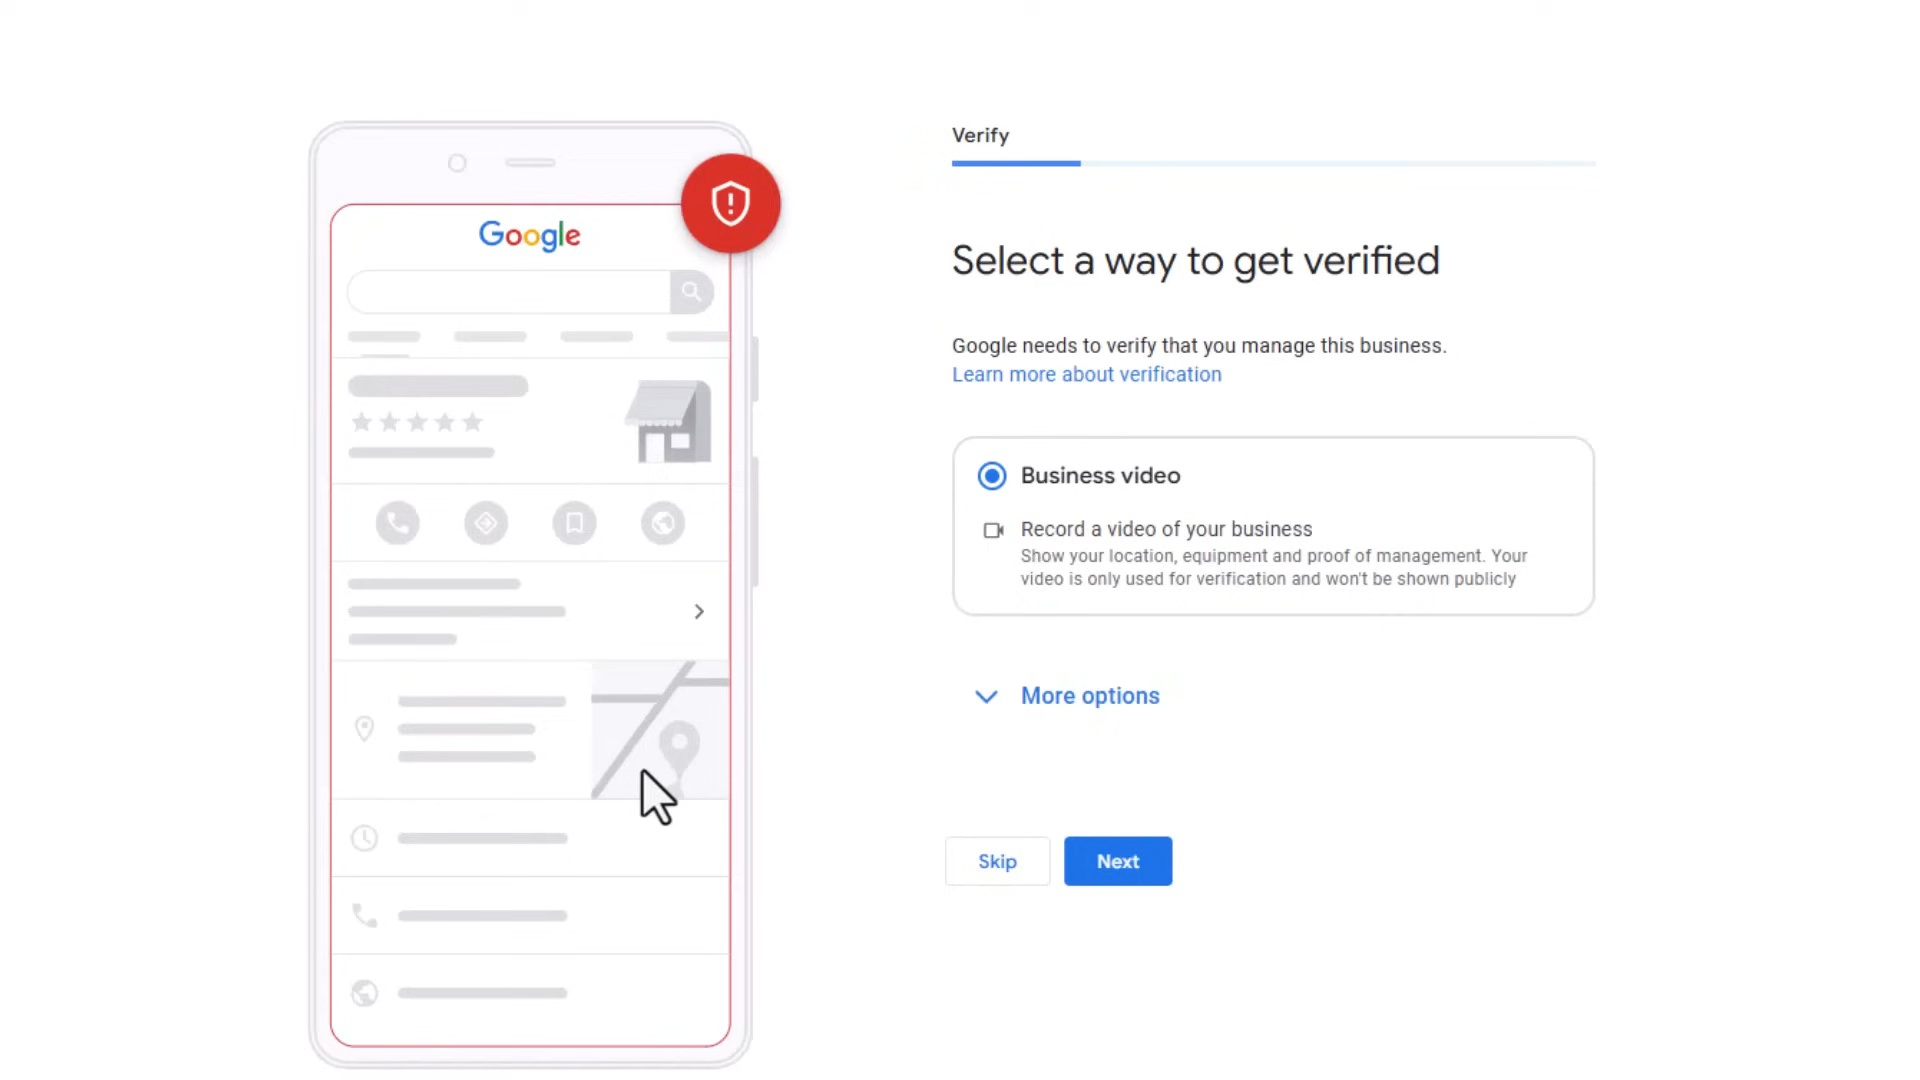 Google
Verify
Select a way to get verified
Google needs to verify that you manage this business.
Learn more about verification
Business video
Record a video of your business
Show your location, equipment and proof of management. Your
video is only used for verification and won't be shown publicly
More options
Skip
Next